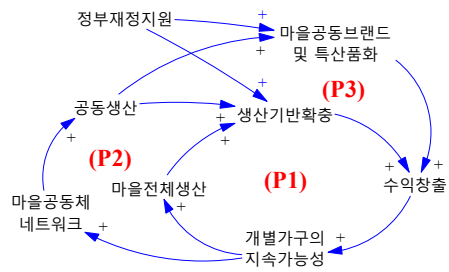 정부재정지원
+
+
마을공동브랜드
및 특산품화
+
공동생산
(P3)
+
생산기반확충
+
+
(P2)
마을전체생산
(P1)
+
+
수익창출
+
마을공동체
네트워크
+
+
개별가구의
지속가능성
+